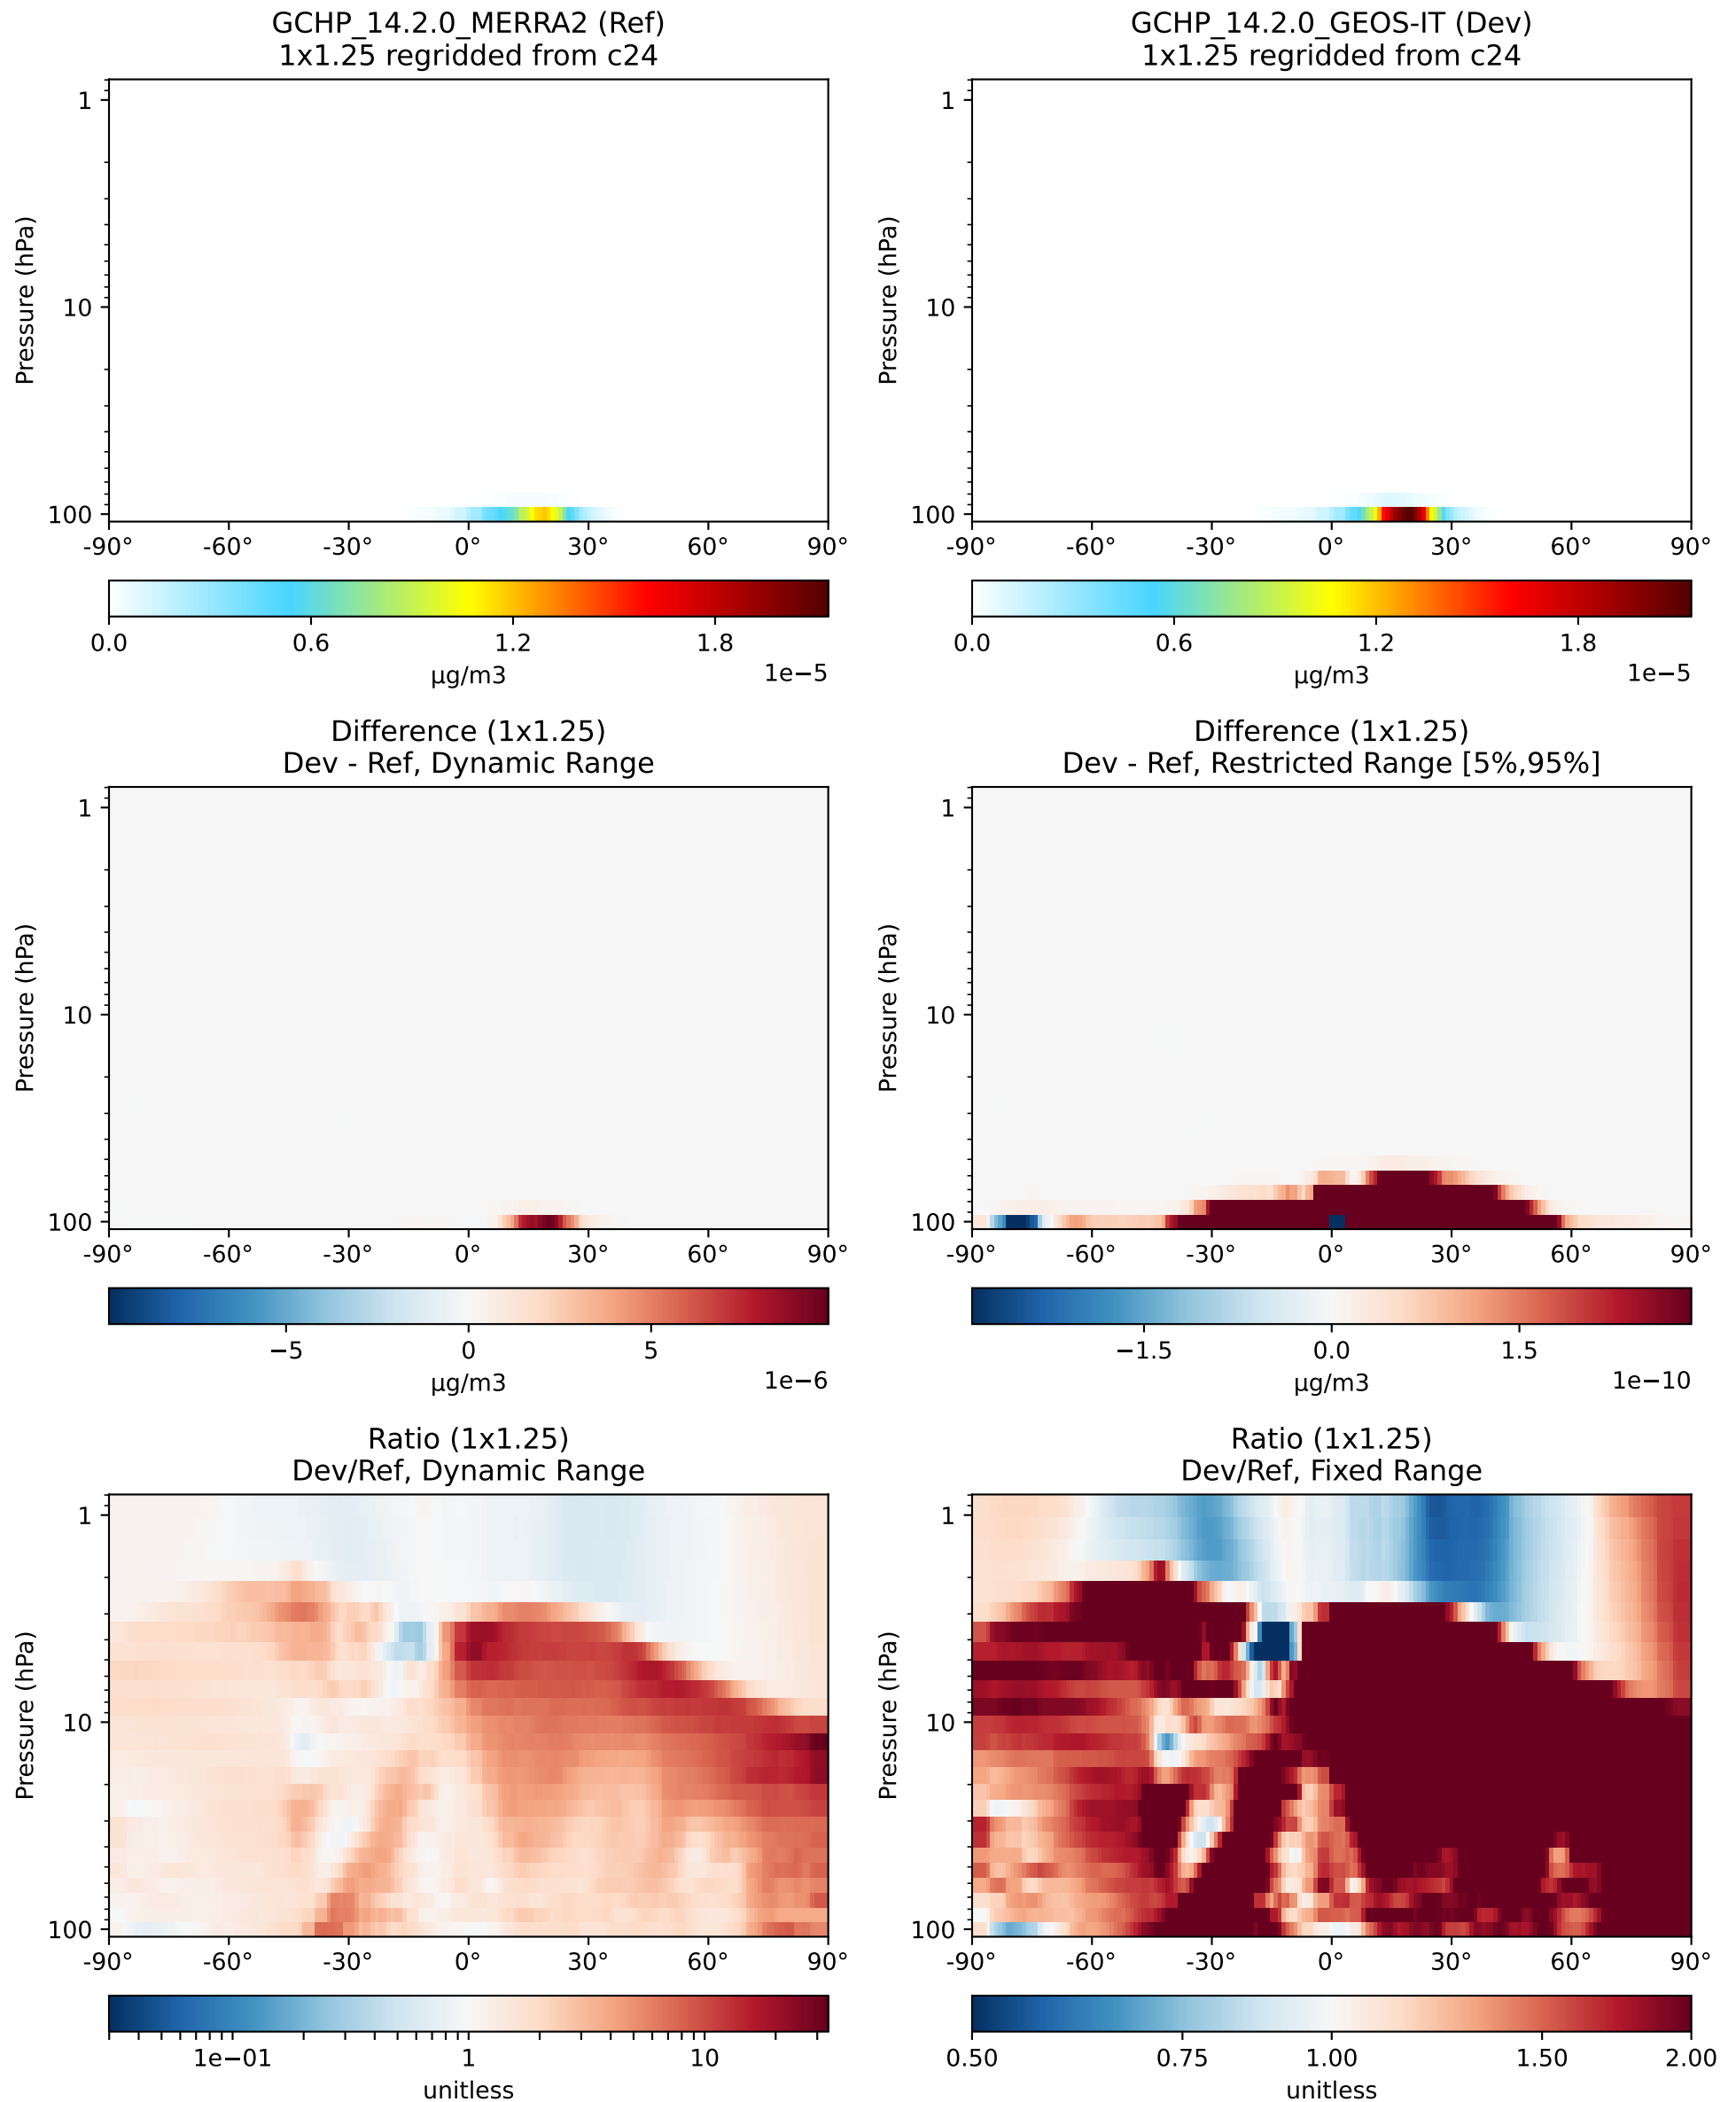 GCHP_14.2.0_MERRA2 (Ref)
1x1.25 regridded from c24
Pressure (hPa)
1
10
100
-90° -60° -30° 0° 30° 60° 90°
0.0 0.6 1.2 1.8
µg/m3
1e−5
GCHP_14.2.0_GEOS-IT (Dev)
1x1.25 regridded from c24
Pressure (hPa)
1
10
100
-90° -60° -30° 0° 30° 60° 90°
0.0 0.6 1.2 1.8
µg/m3
1e−5
Difference (1x1.25)
Dev - Ref, Dynamic Range
Pressure (hPa)
1
10
100
-90° -60° -30° 0° 30° 60° 90°
−5 0 5
µg/m3
1e−6
Difference (1x1.25)
Dev - Ref, Restricted Range [5%,95%]
Pressure (hPa)
1
10
100
-90° -60° -30° 0° 30° 60° 90°
−1.5 0.0 1.5
µg/m3
1e−10
Ratio (1x1.25)
Dev/Ref, Dynamic Range
Pressure (hPa)
1
10
100
-90° -60° -30° 0° 30° 60° 90°
1e−01 1 10
unitless
Ratio (1x1.25)
Dev/Ref, Fixed Range
Pressure (hPa)
1
10
100
-90° -60° -30° 0° 30° 60° 90°
0.50 0.75 1.00 1.50 2.00
unitless